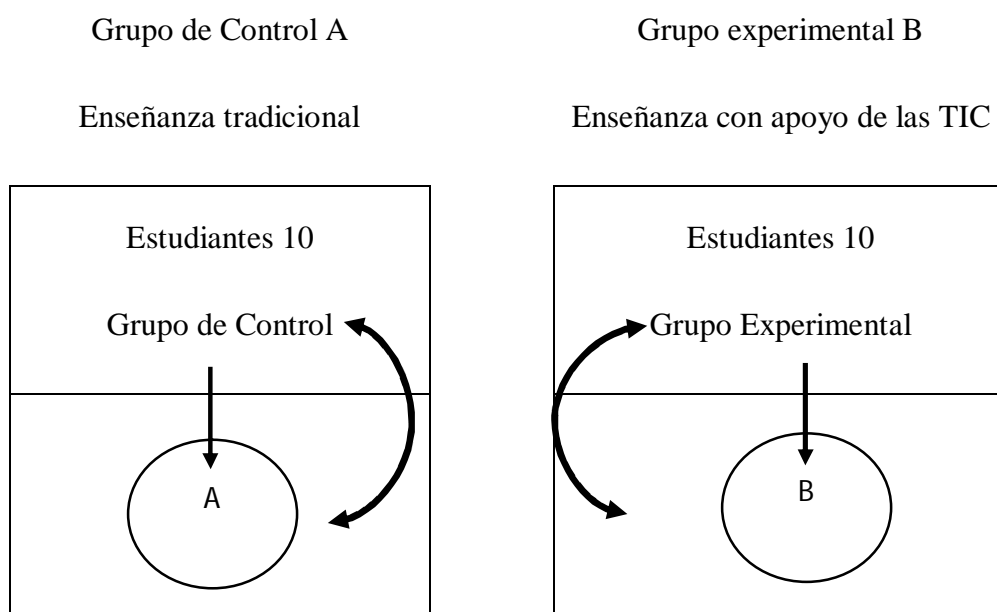 Grupo de Control A
Enseñanza tradicional
Estudiantes 10
Grupo de Control
A
Grupo experimental B
Enseñanza con apoyo de las TIC
Estudiantes 10
Grupo Experimental
B